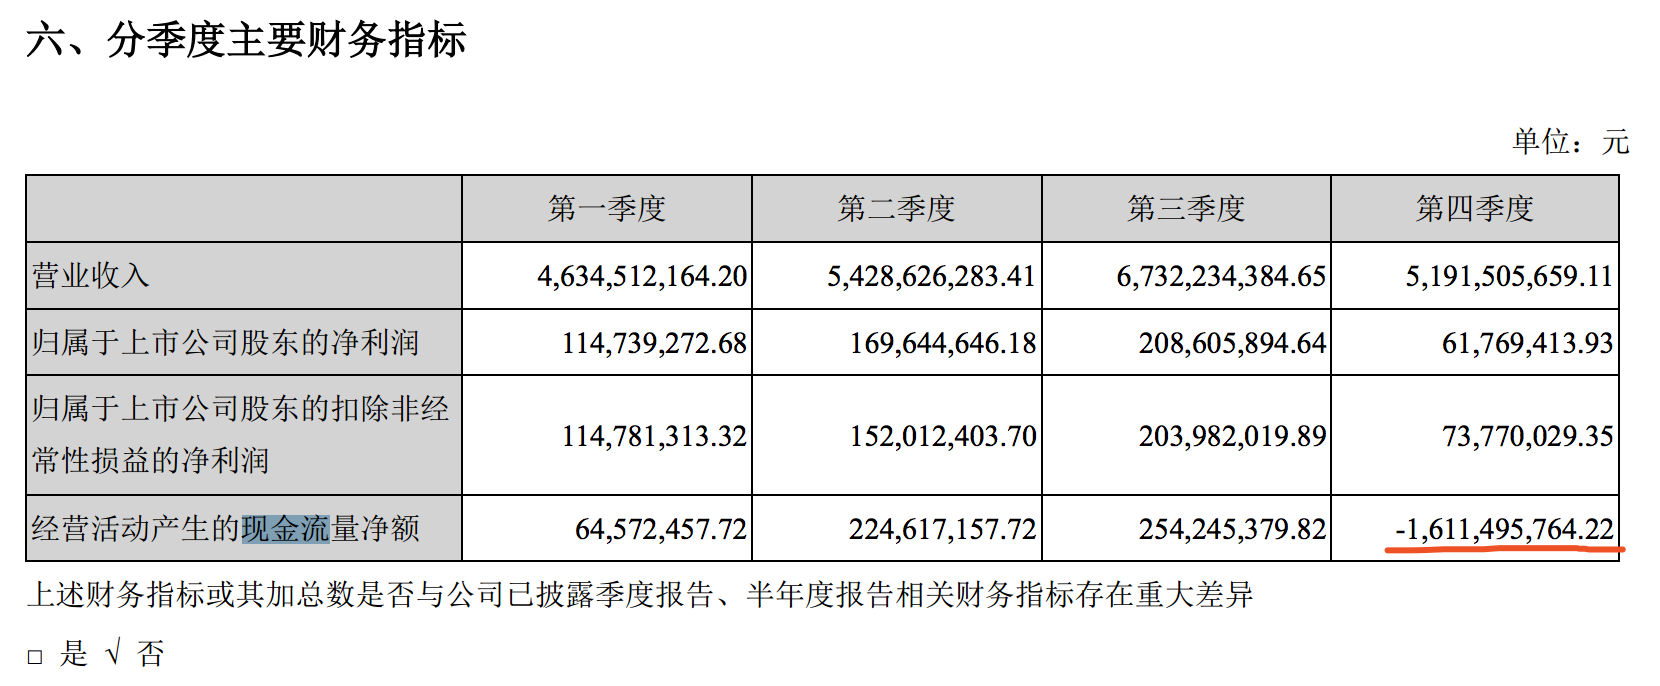 六、分季度主要财务指标
单位：元
第一季度 第二季度 第三季度 第四季度
营业收入 4,634,512,164.20 5,428,626,283.41 6,732,234,384.65 5,191,505,659.11
归属于上市公司股东的净利润 114,739,272.68 169,644,646.18 208,605,894.64 61,769,413.93
归属于上市公司股东的扣除非经
常性损益的净利润 114,781,313.32 152,012,403.70 203,982,019.89 73,770,029.35
经营活动产生的现金流量净额 64,572,457.72 224,617,157.72 254,245,379.82 -1,611,495,764.22
上述财务指标或其加总数是否与公司已披露季度报告、半年度报告相关财务指标存在重大差异
□ 是 √ 否